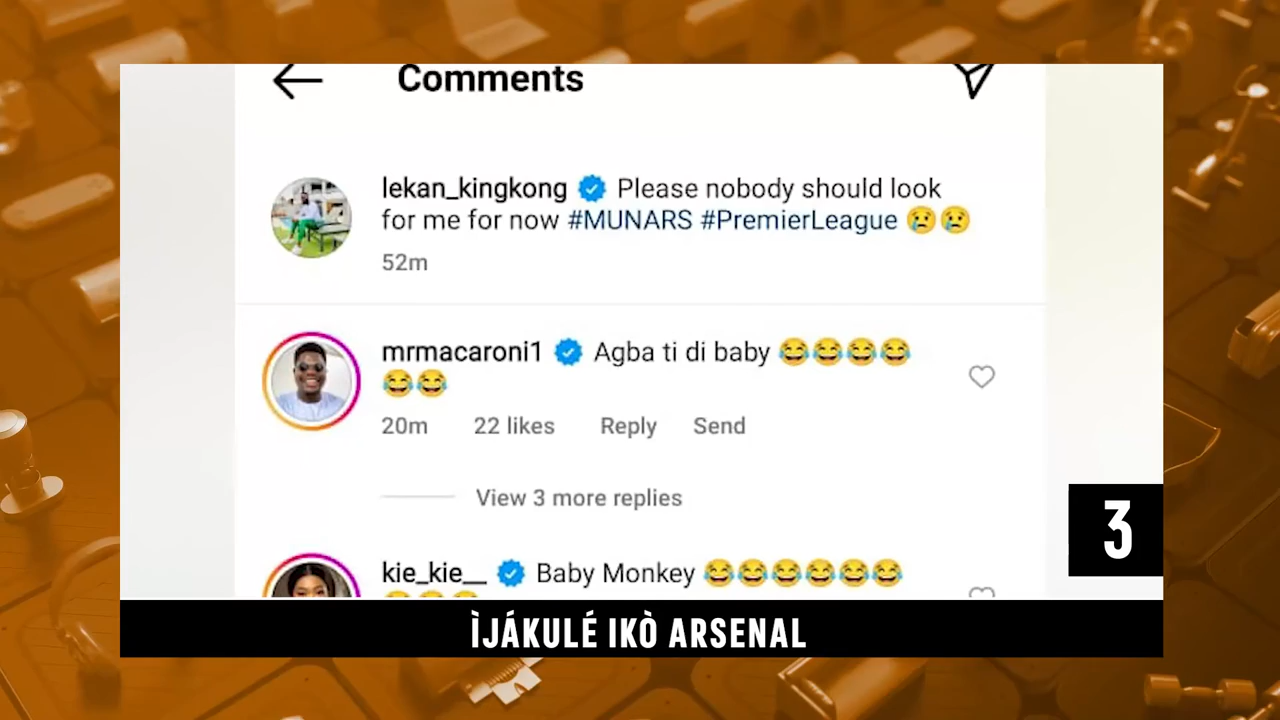 Comments
lekan_kingkong Please nobody should look
for me for now #MUNARS #PremierLeague 😢😢
52m
mrmacaroni1 Agba ti di baby 😂😂😂😂
😂😂
20m 22 likes Reply Send
View 3 more replies
kie_kie__ Baby Monkey 😂😂😂😂😂😂
3
ÌJÁKULÉ IKÒ ARSENAL